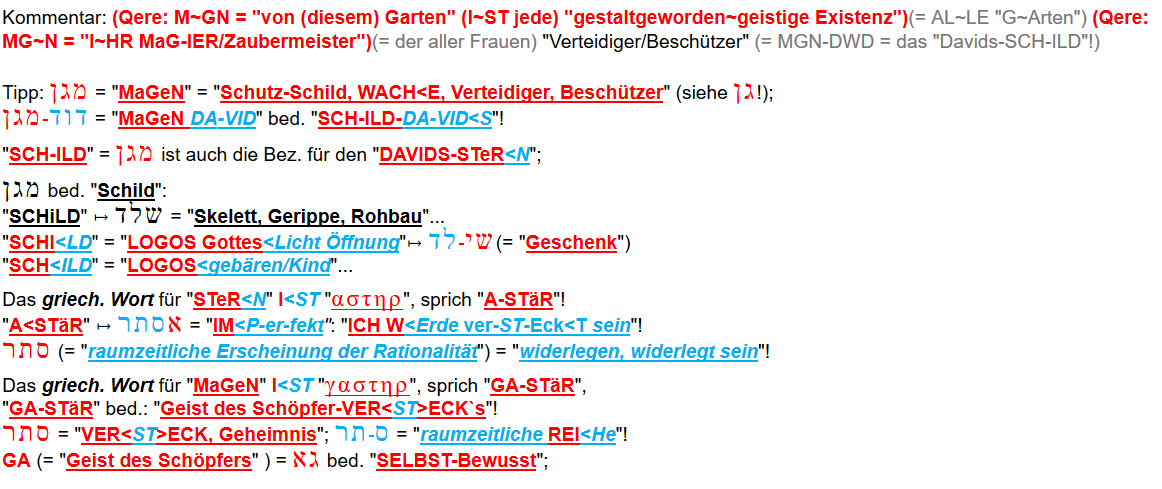 Kommentar: (Qere: M~GN = "von (diesem) Garten" (I~ST jede) "gestaltgeworden~geistige Existenz")(= AL~LE "G~Arten") (Qere:
MG~N = "I~HR MaG-IER/Zaubermeister")(= der aller Frauen) "Verteidiger/Beschützer" (= MGN-DWD = das "Davids-SCH-ILD"!)
Tipp: מגן = "MaGeN" = "Schutz-Schild, WACH<E, Verteidiger, Beschützer" (siehe גן!);
מגן-דוד = "MaGeN DA-VID" bed. "SCH-ILD-DA-VID<S"!
"SCH-ILD" = מגן ist auch die Bez. für den "DAVIDS-STeR<N";
מגן bed. "Schild":
"SCHiLD" ↦ שלד = "Skelett, Gerippe, Rohbau"...
"SCHI<LD" = "LOGOS Gottes<Licht Öffnung"↦ שי-לד (= "Geschenk")
"SCH<ILD" = "LOGOS<gebären/Kind"...
Das griech. Wort für "STeR<N" I<ST "αστηρ", sprich "A-STäR"!
"A<STäR" ↦ אסתר = "IM<P-er-fekt": "ICH W<Erde ver-ST-Eck<T sein"!
סתר (= "raumzeitliche Erscheinung der Rationalität") = "widerlegen, widerlegt sein"!
Das griech. Wort für "MaGeN" I<ST "γαστηρ", sprich "GA-STäR",
"GA-STäR" bed.: "Geist des Schöpfer-VER<ST>ECK`s"!
סתר = "VER<ST>ECK, Geheimnis"; ס-תר = "raumzeitliche REI<He"!
GA (= "Geist des Schöpfers" ) = גא bed. "SELBST-Bewusst";